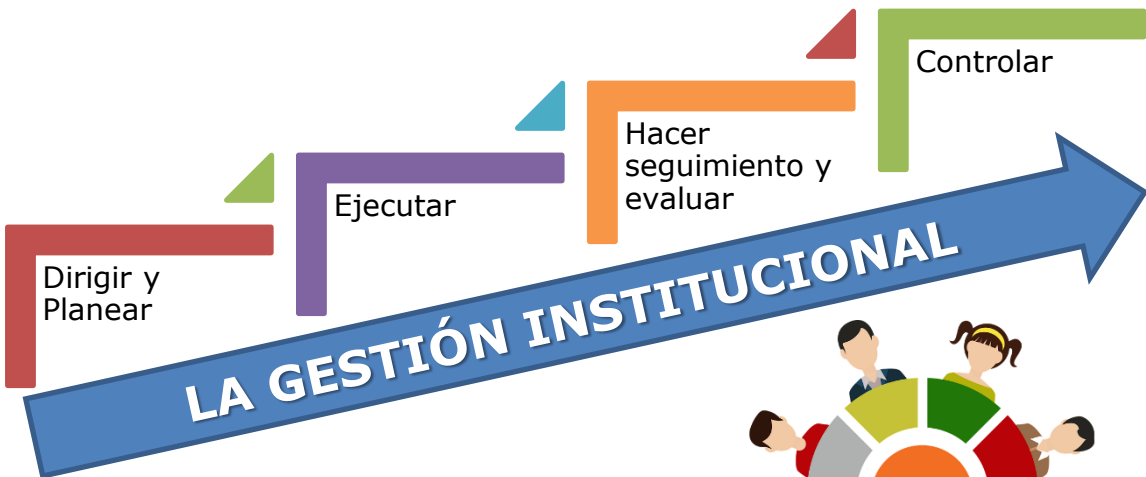 Dirigir y
Planear
Ejecutar
Hacer
seguimiento y
evaluar
Controlar
LA GESTIÓN INSTITUCIONAL